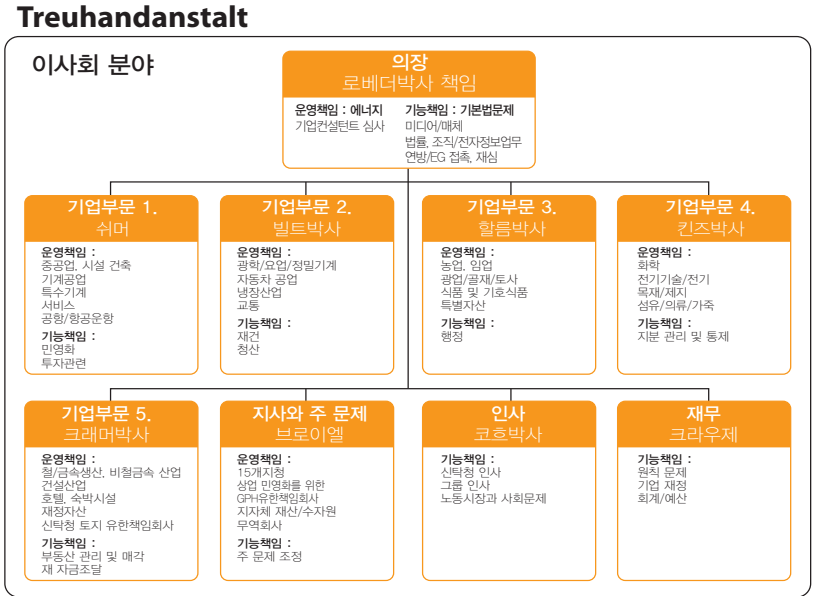 Treuhandanstalt
이사회 분야
의장
로베더박사 책임
운영책임 : 에너지
기업컨설턴트 심사
기능책임 : 기본법문제
미디어/매체
법률, 조직/전자정보업무
연방/EG 접촉, 재심
기업부문 1.
쉬머
운영책임 :
중공업, 시설 건축
기계공업
특수기계
서비스
공항/항공운항
기능책임 :
민영화
투자관련
기업부문 2.
빌트박사
운영책임 :
광학/요업/정밀기계
자동차 공업
냉장산업
교통
기능책임 :
재건
청산
기업부문 3.
할름박사
운영책임 :
농업, 임업
광업/골재/토사
식품 및 기호식품
특별자산
기능책임 :
행정
기업부문 4.
킨즈박사
운영책임 :
화학
전기기술/전기
목재/제지
섬유/의류/가죽
기능책임 :
지분 관리 및 통제
기업부문 5.
크래머박사
운영책임 :
철/금속생산, 비철금속 산업
건설산업
호텔, 숙박시설
재정자산
신탁청 토지 유한책임회사
기능책임 :
부동산 관리 및 매각
재 자금조달
지사와 주 문제
브로이엘
운영책임 :
15개지청
상업 민영화를 위한
GPH유한책임회사
지자체 재산/수자원
무역회사
기능책임 :
주 문제 조정
인사
코흐박사
기능책임 :
신탁청 인사
그룹 인사
노동시장과 사회문제
재무
크라우제
기능책임 :
원칙 문제
기업 재정
회계/예산